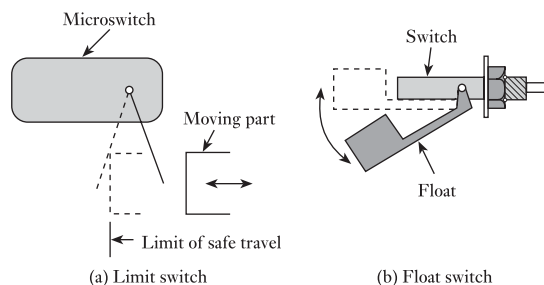 Microswitch
Moving part
Limit of safe travel
(a) Limit switch
Switch
Float
(b) Float switch